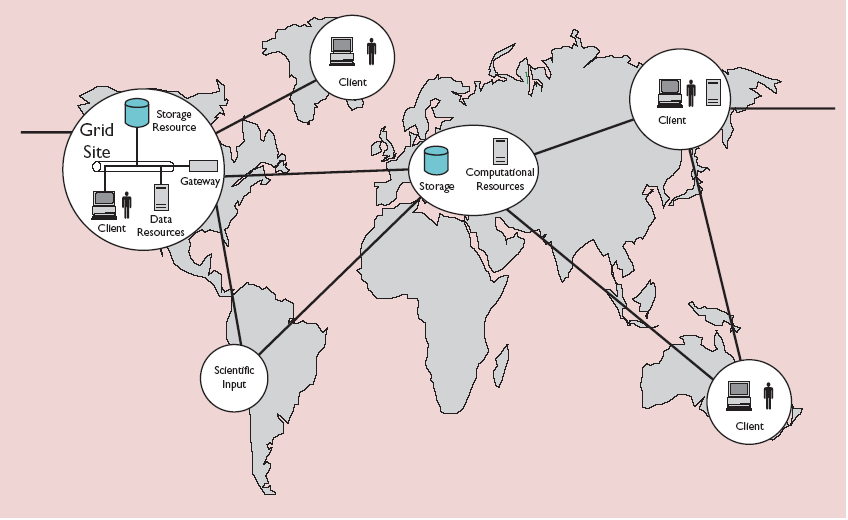 Client
Storage
Resource
Grid
Site
Gateway
Client
Data
Resources
Storage
Computational
Resources
Client
Scientific
Input
Client